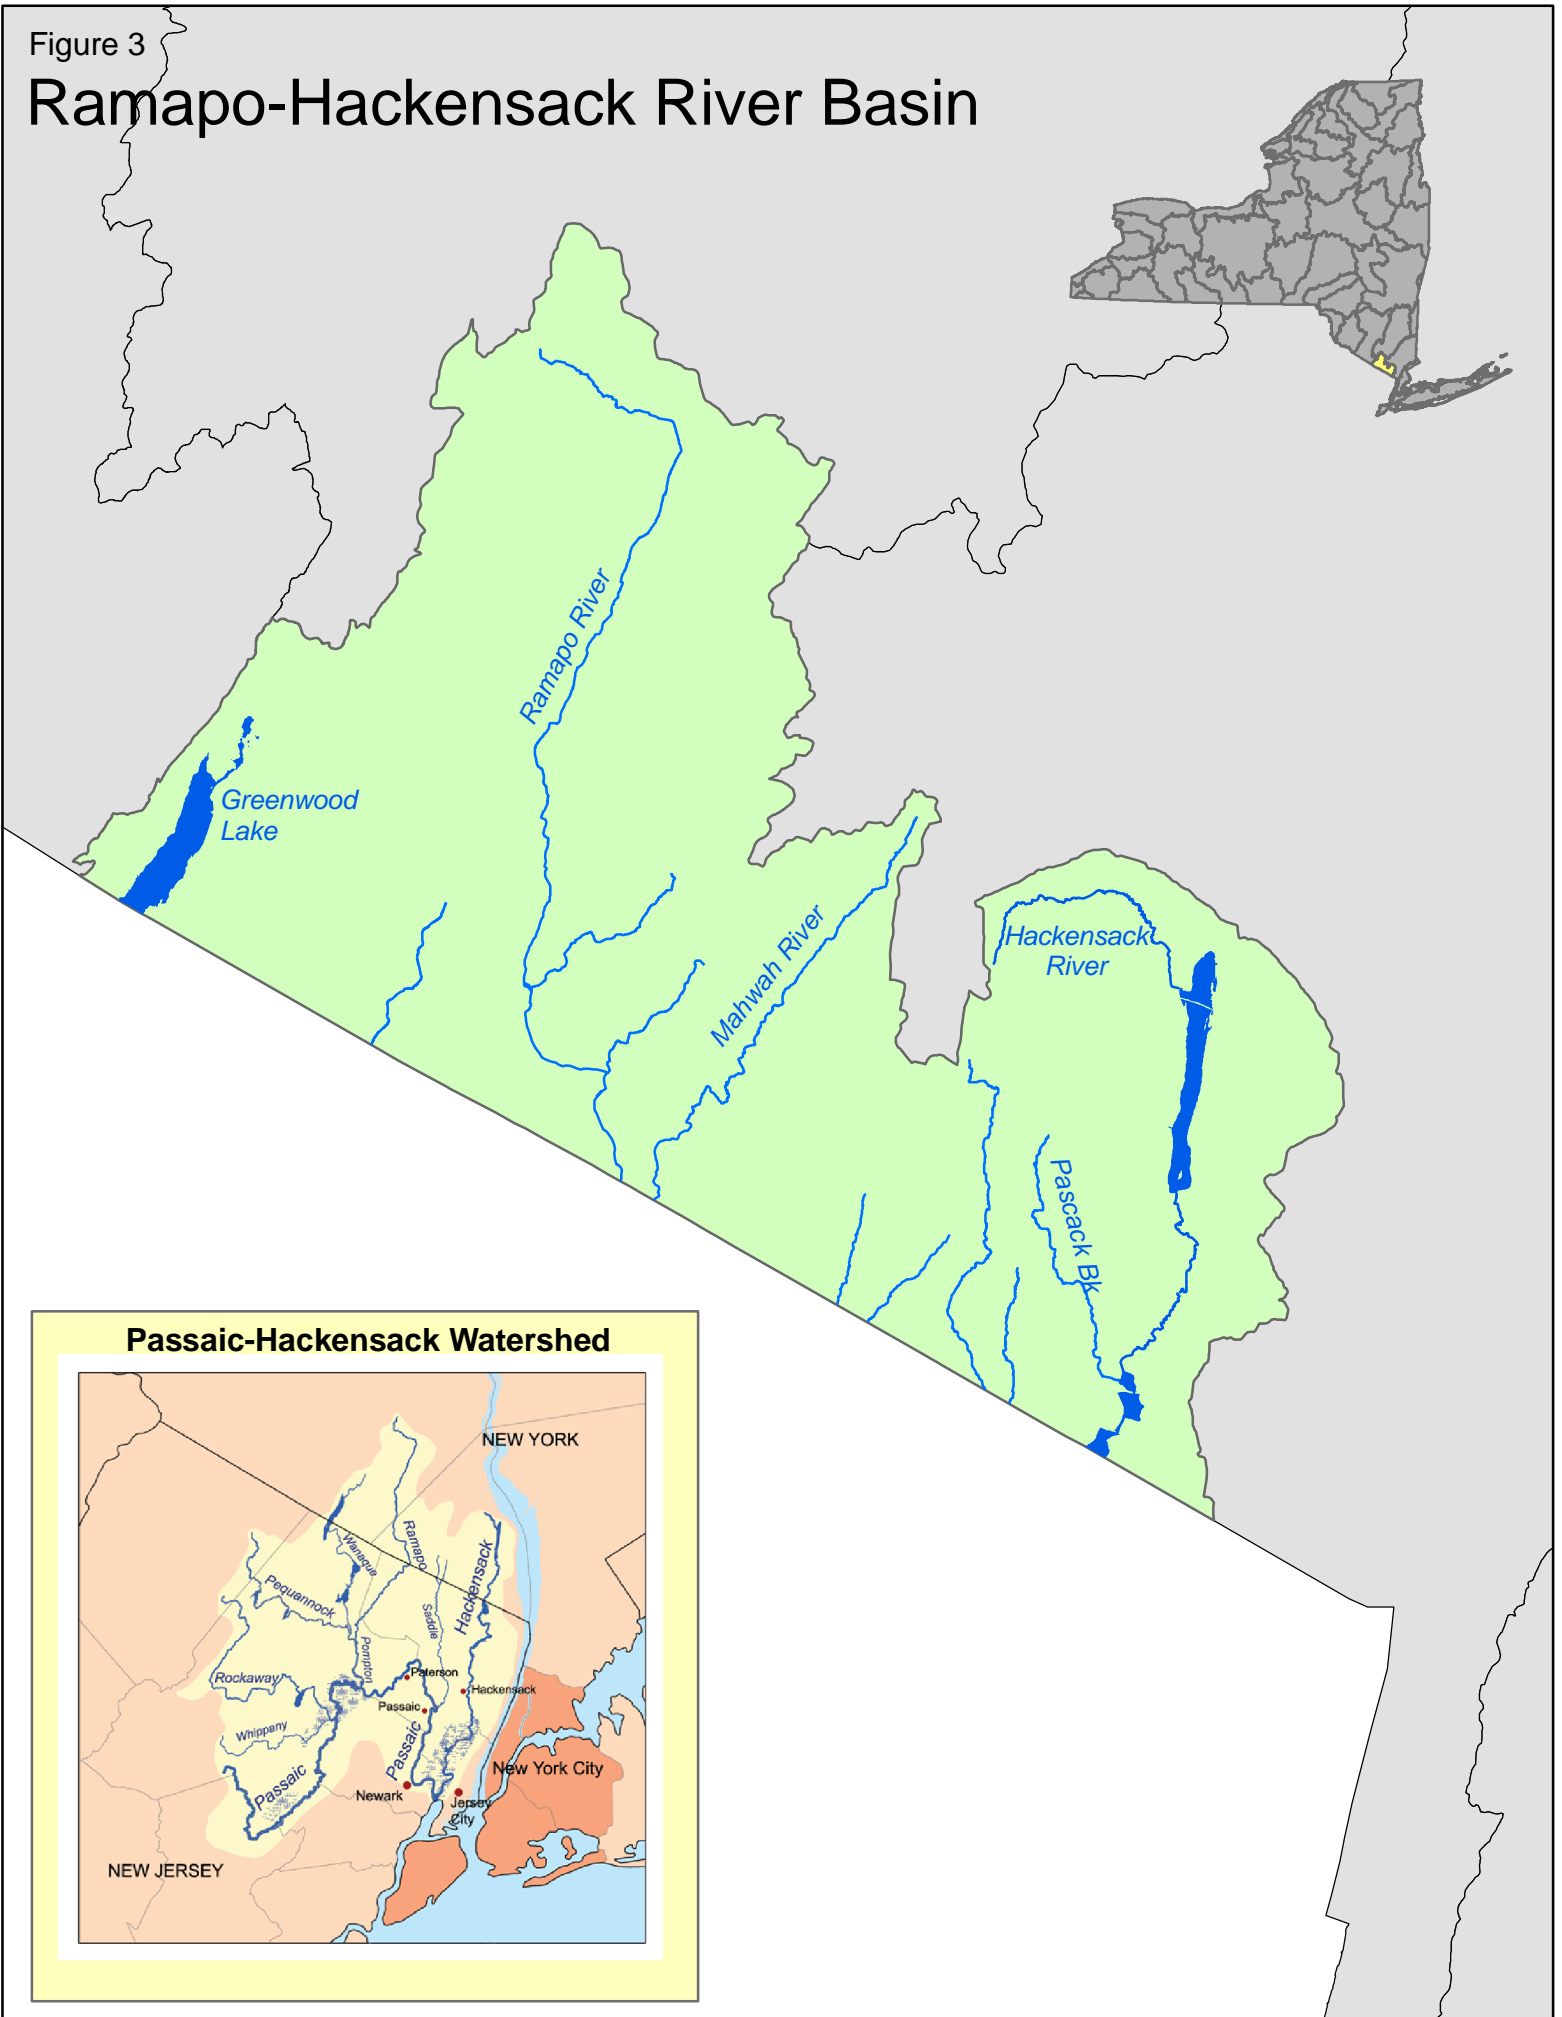 Figure 3
Ramapo-Hackensack River Basin
Ramapo River
Greenwood
Lake
Mahwah River
Hackensack
River
Pascack Bk
Passaic-Hackensack Watershed
NEW YORK
Wanaque
Ramapo
Hackensack
Pequannock
Saddle
Pompton
Rockaway
Paterson
Hackensack
Passaic
Whippany
Passaic
Passaic
New York City
Newark
Jersey
City
NEW JERSEY